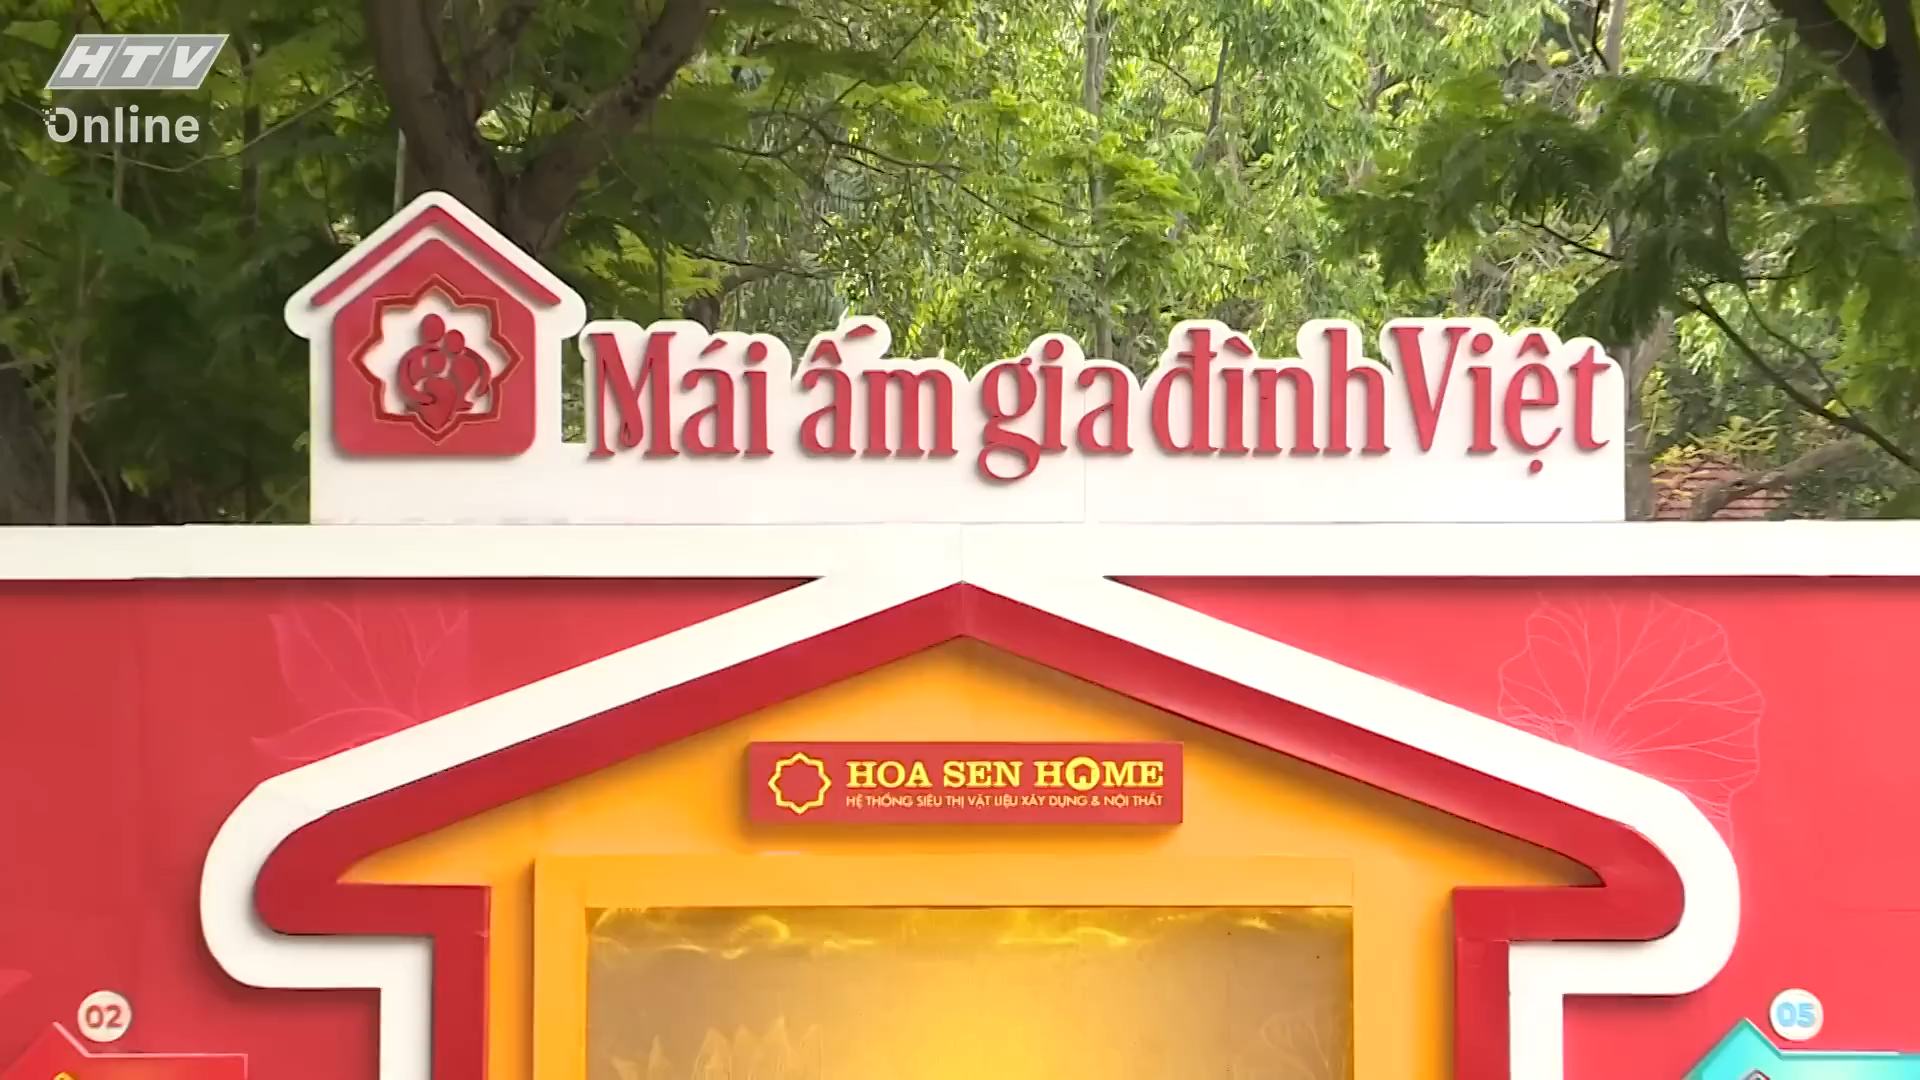 HTV
Online
Mái ấm gia đình Việt
HOA SEN HOME
HỆ THỐNG SIÊU THỊ VẬT LIỆU XÂY DỰNG & NỘI THẤT
02
05